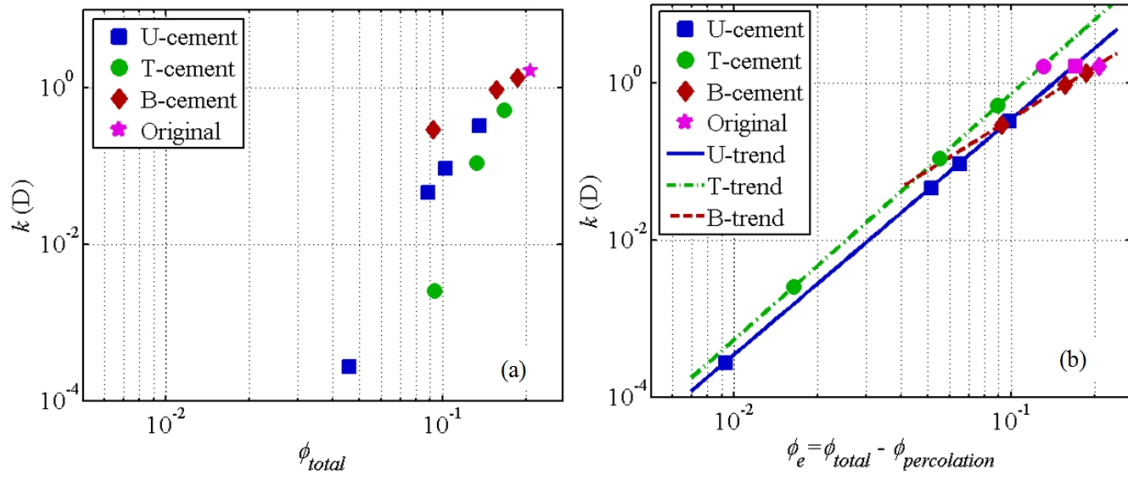 U-cement
T-cement
B-cement
Original
10^0
10^-2
10^-4
k (D)
10^-2
10^-1
ϕ_total
(a)
U-cement
T-cement
B-cement
Original
U-trend
T-trend
B-trend
10^0
10^-2
10^-4
k (D)
10^-2
10^-1
ϕ_e=ϕ_total - ϕ_percolation
(b)